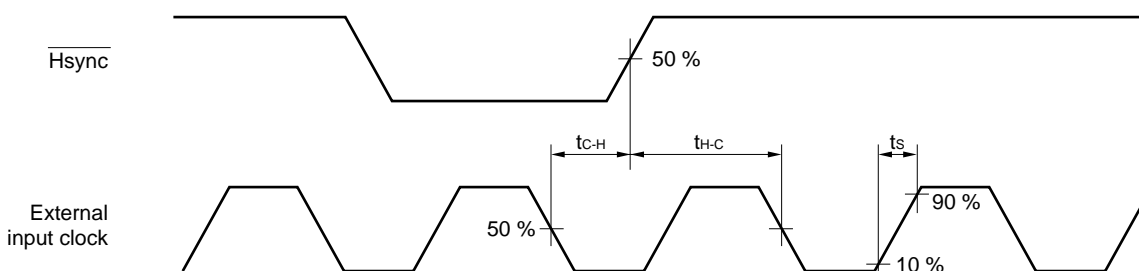 Hsync
50 %
tC-H
tH-C
tS
External
input clock
50 %
90 %
10 %